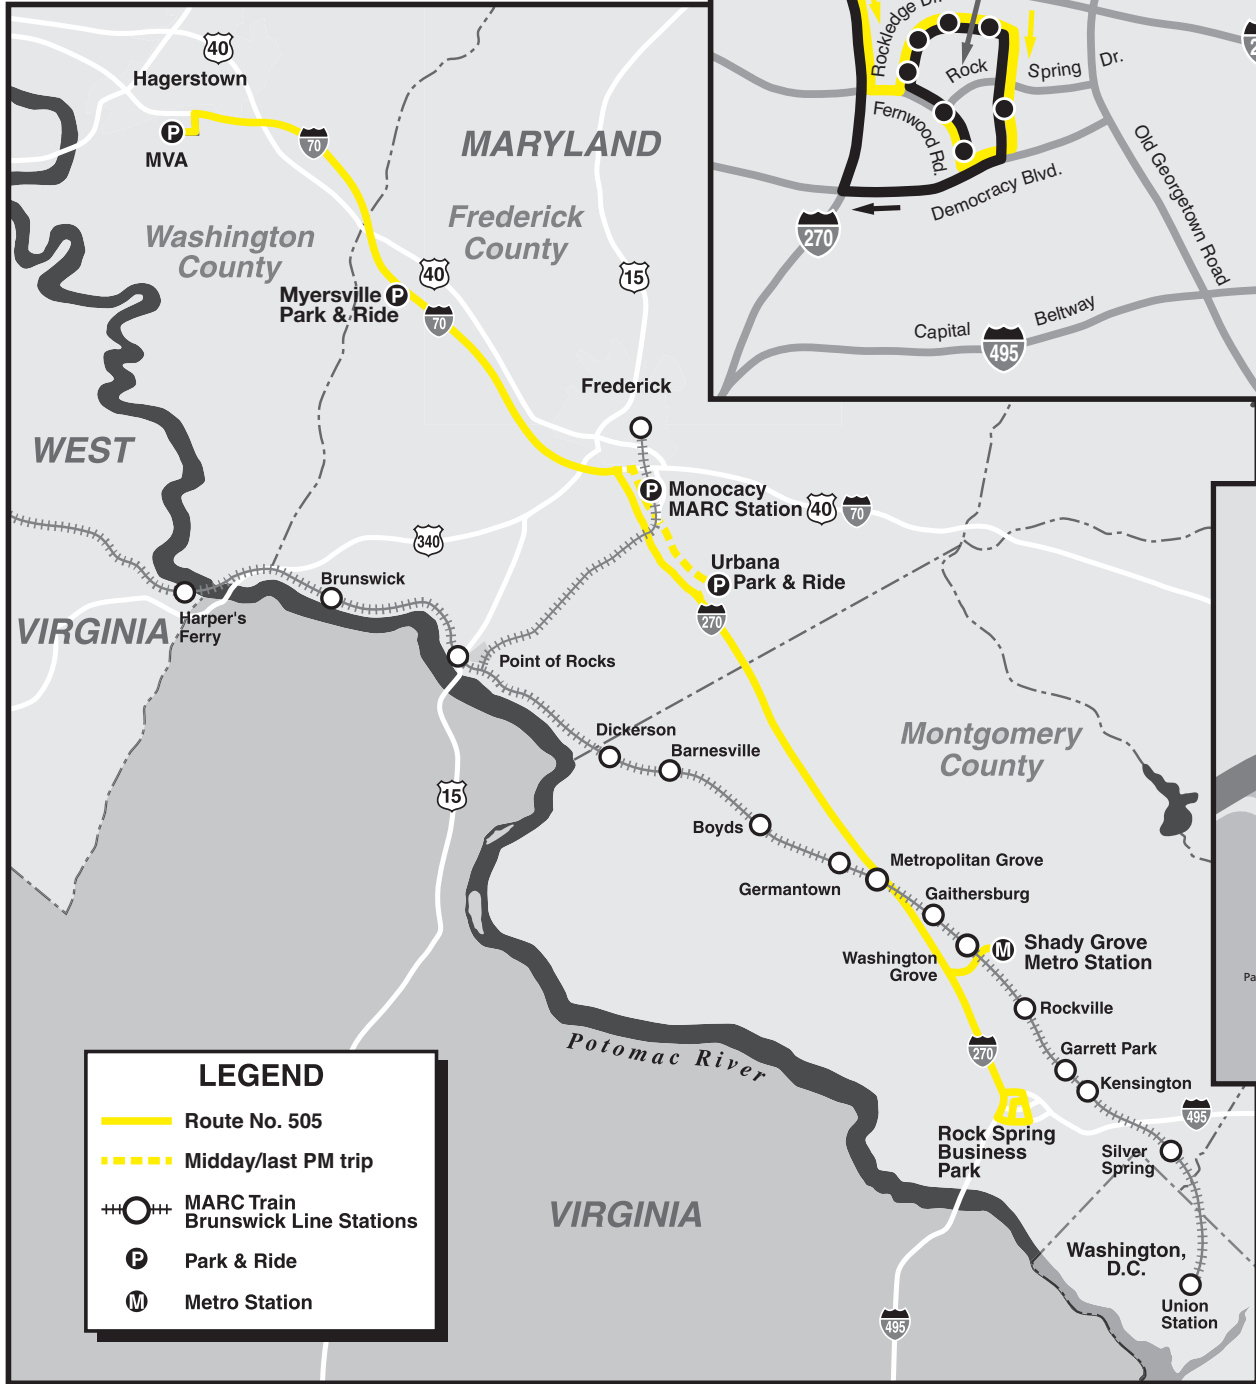 40
Hagerstown
P
MVA
70
MARYLAND
Frederick
County
Washington
County
40
15
Myersville
Park & Ride
P
70
Frederick
WEST
P
Monocacy
MARC Station
40
70
340
Urbana
Park & Ride
P
270
Brunswick
Harper's
Ferry
VIRGINIA
Point of Rocks
Dickerson
Barnesville
Montgomery
County
15
Boyds
Metropolitan Grove
Germantown
Gaithersburg
Washington
Grove
M
Shady Grove
Metro Station
Rockville
Potomac River
270
Garrett Park
Kensington
495
Rock Spring
Business
Park
Silver
Spring
VIRGINIA
Washington,
D.C.
Union
Station
495
LEGEND
Route No. 505
Midday/last PM trip
MARC Train
Brunswick Line Stations
P
Park & Ride
M
Metro Station
Rockledge
Rock
Spring
Dr.
Fernwood Rd.
Democracy Blvd.
Old Georgetown Road
270
Capital
Beltway
495